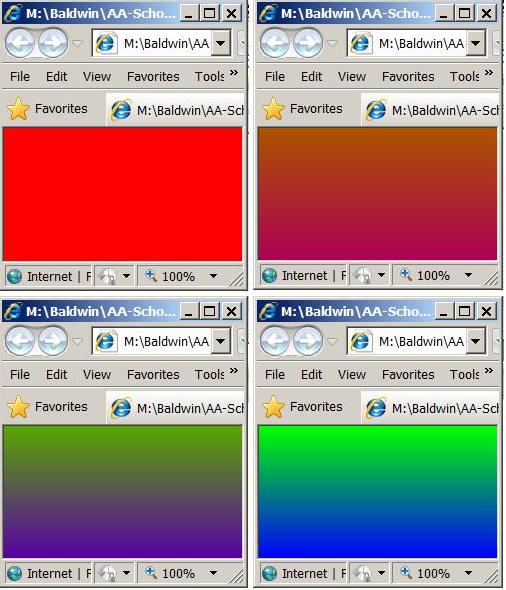 M:\Baldwin\AA-Scho...
M:\Baldwin\AA
File Edit View Favorites Tools »
Favorites M:\Baldwin\AA-Sch
Internet | F 100%
M:\Baldwin\AA-Scho...
M:\Baldwin\AA
File Edit View Favorites Tools »
Favorites M:\Baldwin\AA-Sch
Internet | F 100%
M:\Baldwin\AA-Scho...
M:\Baldwin\AA
File Edit View Favorites Tools »
Favorites M:\Baldwin\AA-Sch
Internet | F 100%
M:\Baldwin\AA-Scho...
M:\Baldwin\AA
File Edit View Favorites Tools »
Favorites M:\Baldwin\AA-Sch
Internet | F 100%